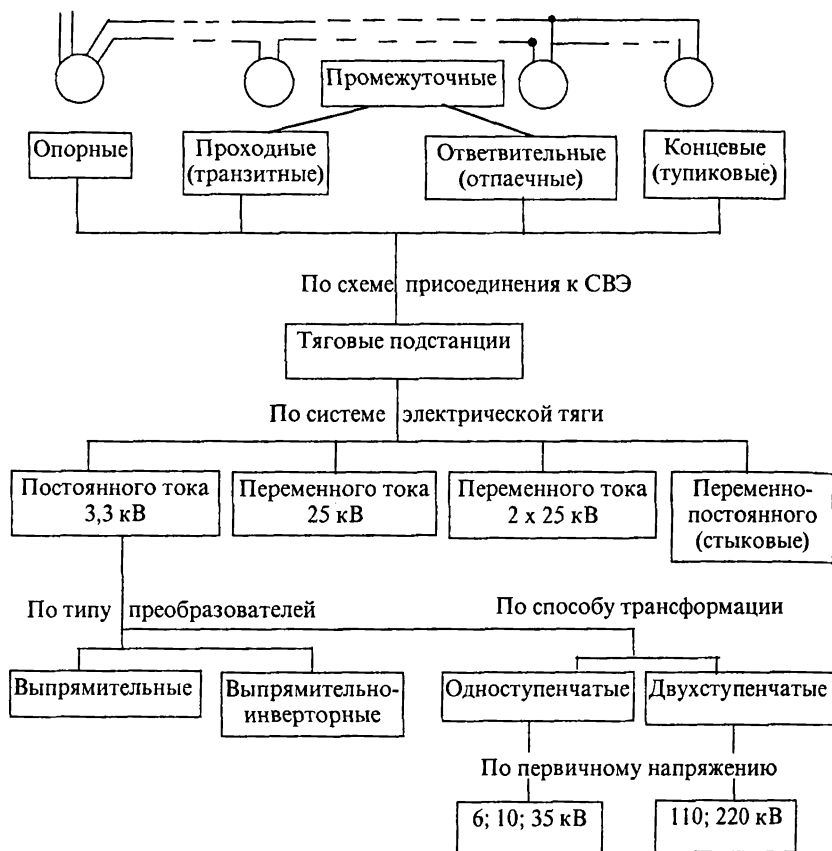 Промежуточные
Опорные
Проходные
(транзитные)
Ответвительные
(отпаечные)
Концевые
(тупиковые)
По схеме присоединения к СВЭ
Тяговые подстанции
По системе электрической тяги
Постоянного тока
3,3 кВ
Переменного тока
25 кВ
Переменного тока
2 х 25 кВ
Переменно-
постоянного
(стыковые)
По типу преобразователей
По способу трансформации
Выпрямительные
Выпрямительно-
инверторные
Одноступенчатые
Двухступенчатые
По первичному напряжению
6; 10; 35 кВ
110; 220 кВ